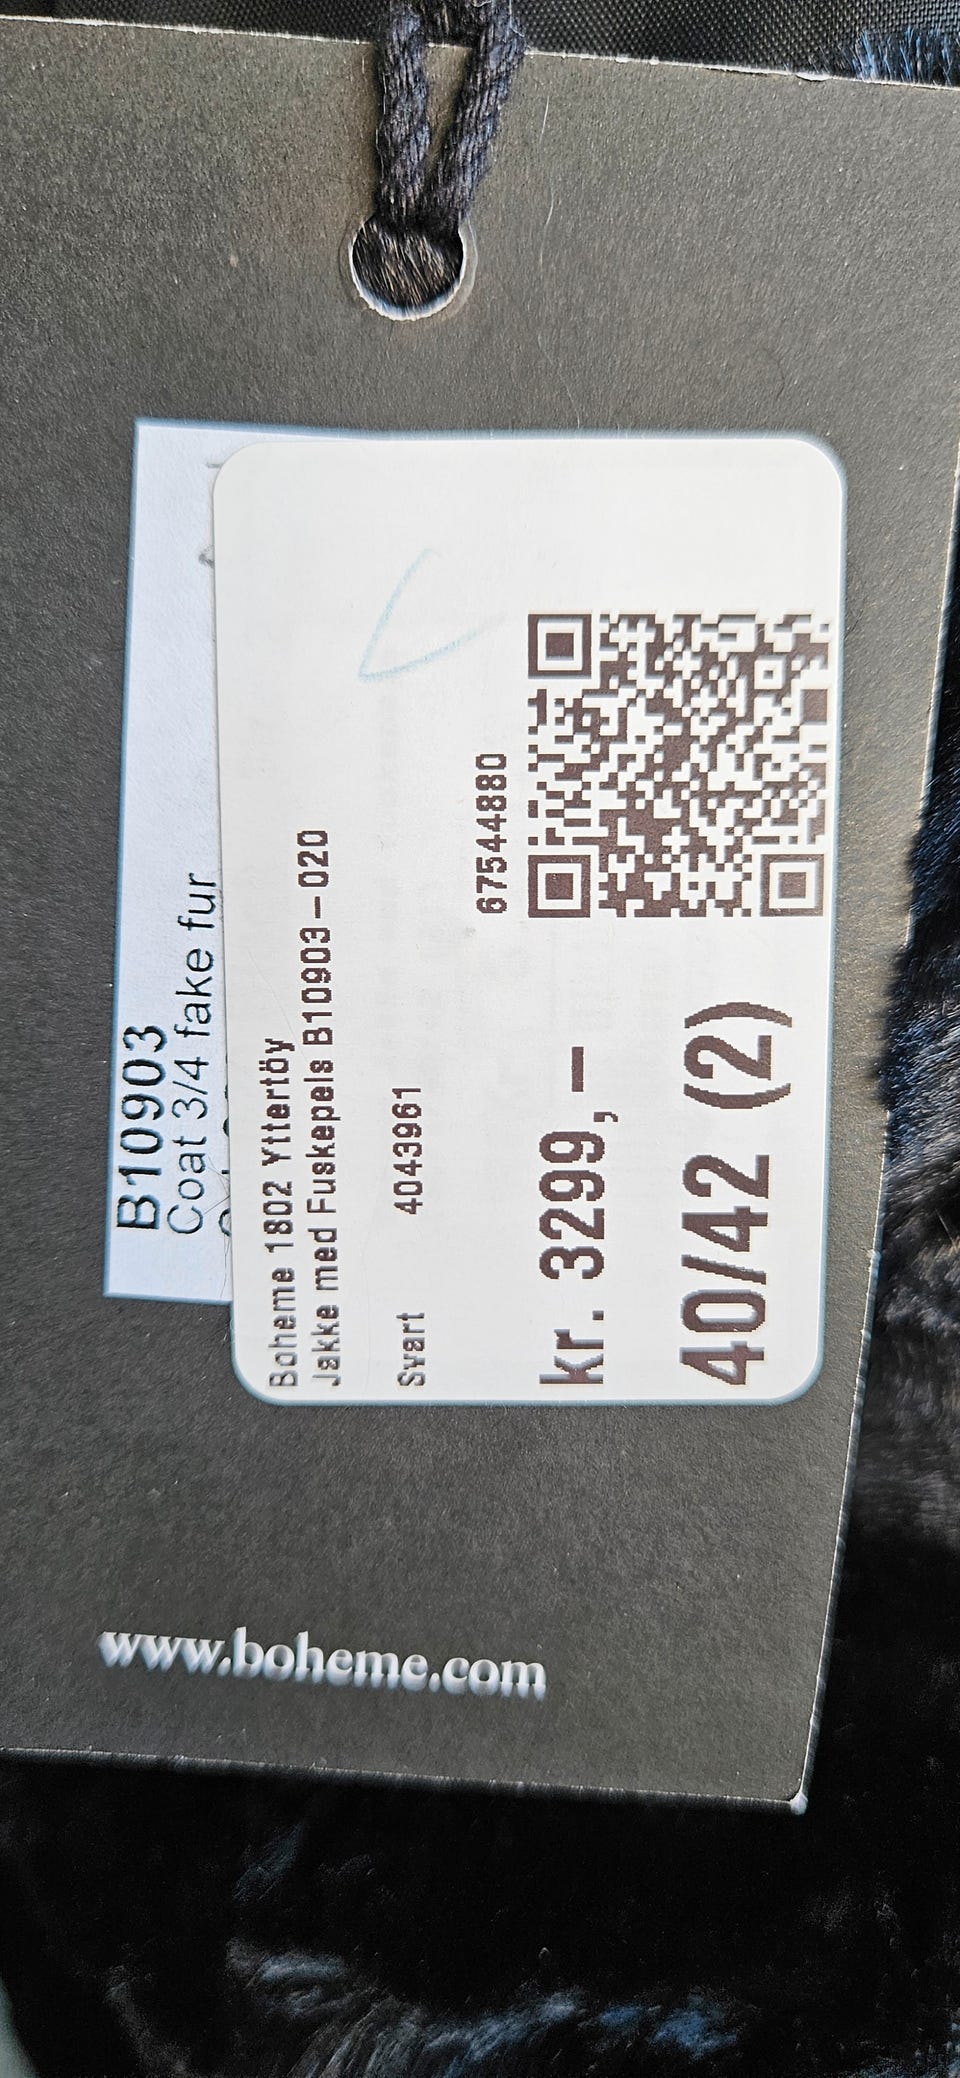 B10903
Coat 3/4 fake fur
Boheme 1802 Yttertöy
Jakke med Fuskepels B10903-020
Svart 4043961
67544880
kr. 3299,-
40/42 (2)
www.boheme.com